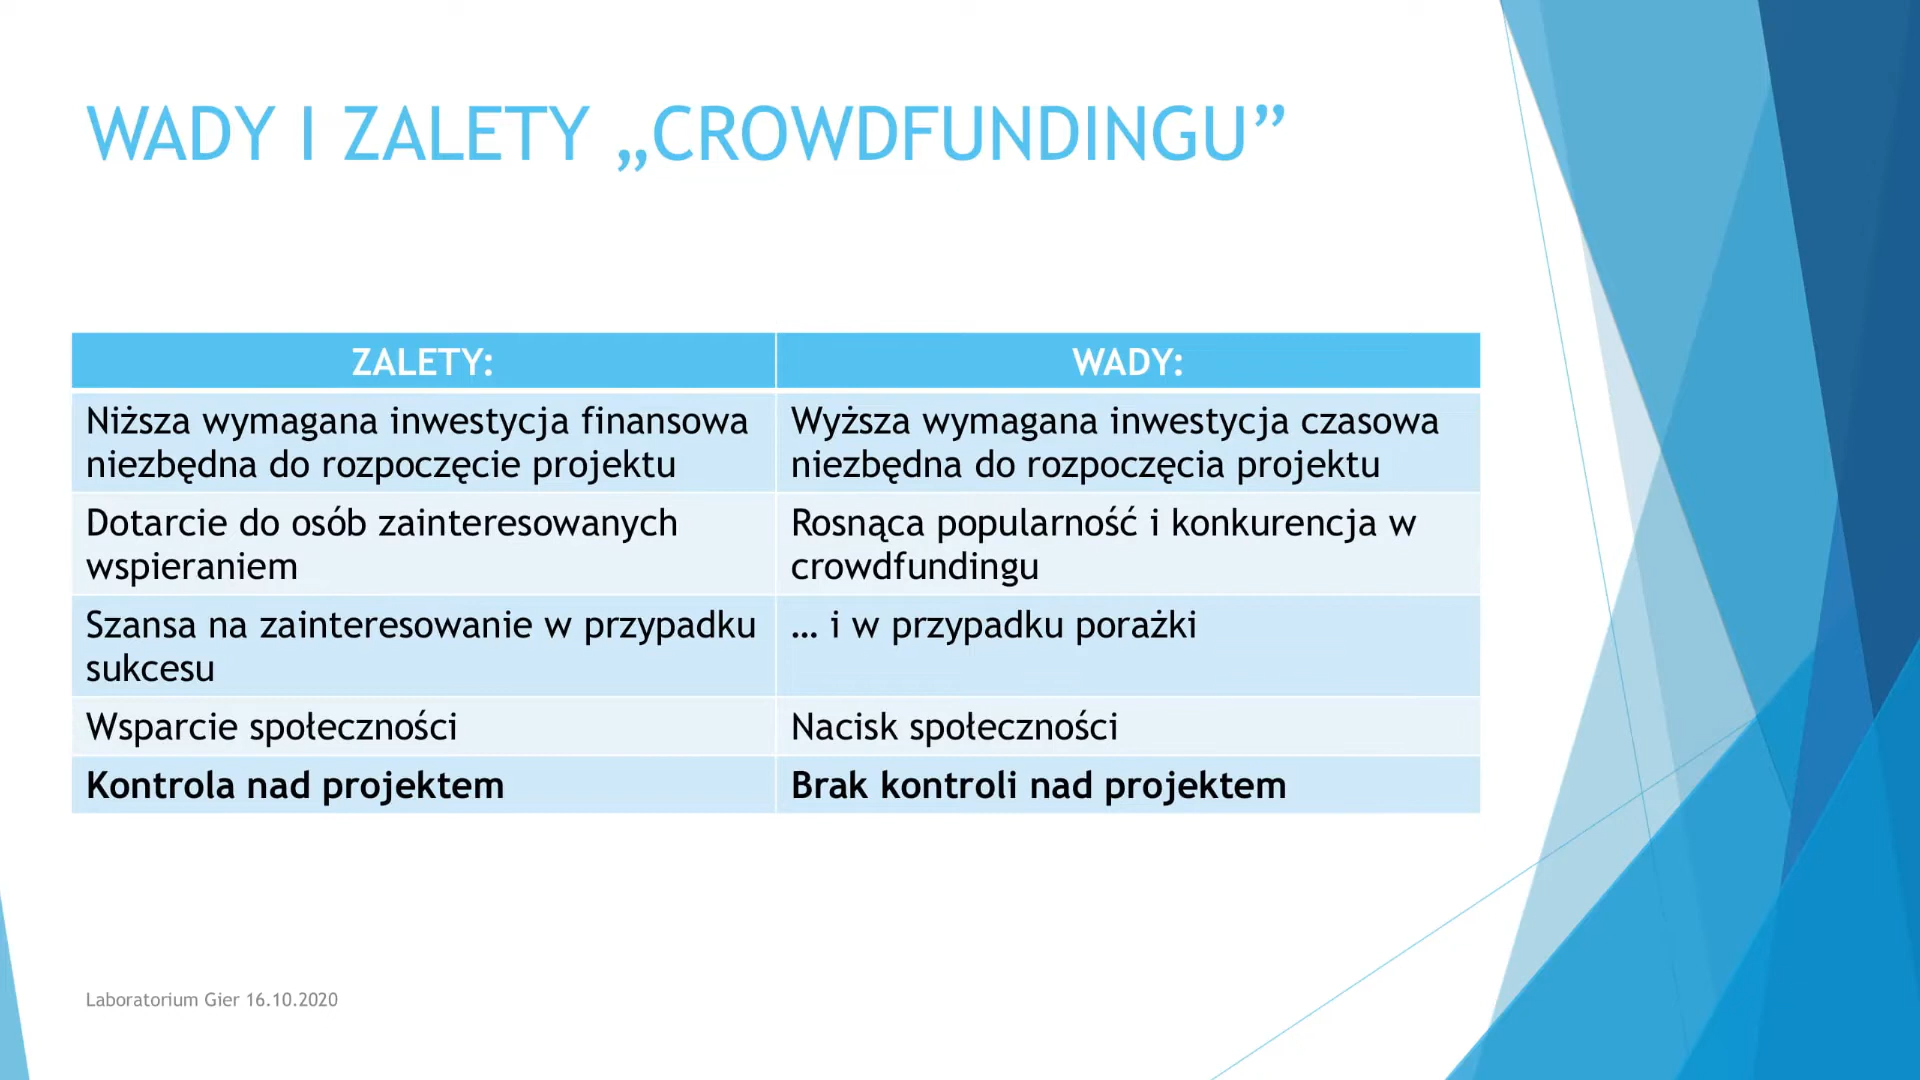 WADY I ZALETY „CROWDFUNDINGU”
ZALETY:
WADY:
Niższa wymagana inwestycja finansowa
niezbędna do rozpoczęcie projektu
Wyższa wymagana inwestycja czasowa
niezbędna do rozpoczęcia projektu
Dotarcie do osób zainteresowanych
wspieraniem
Rosnąca popularność i konkurencja w
crowdfundingu
Szansa na zainteresowanie w przypadku
sukcesu
… i w przypadku porażki
Wsparcie społeczności
Nacisk społeczności
Kontrola nad projektem
Brak kontroli nad projektem
Laboratorium Gier 16.10.2020